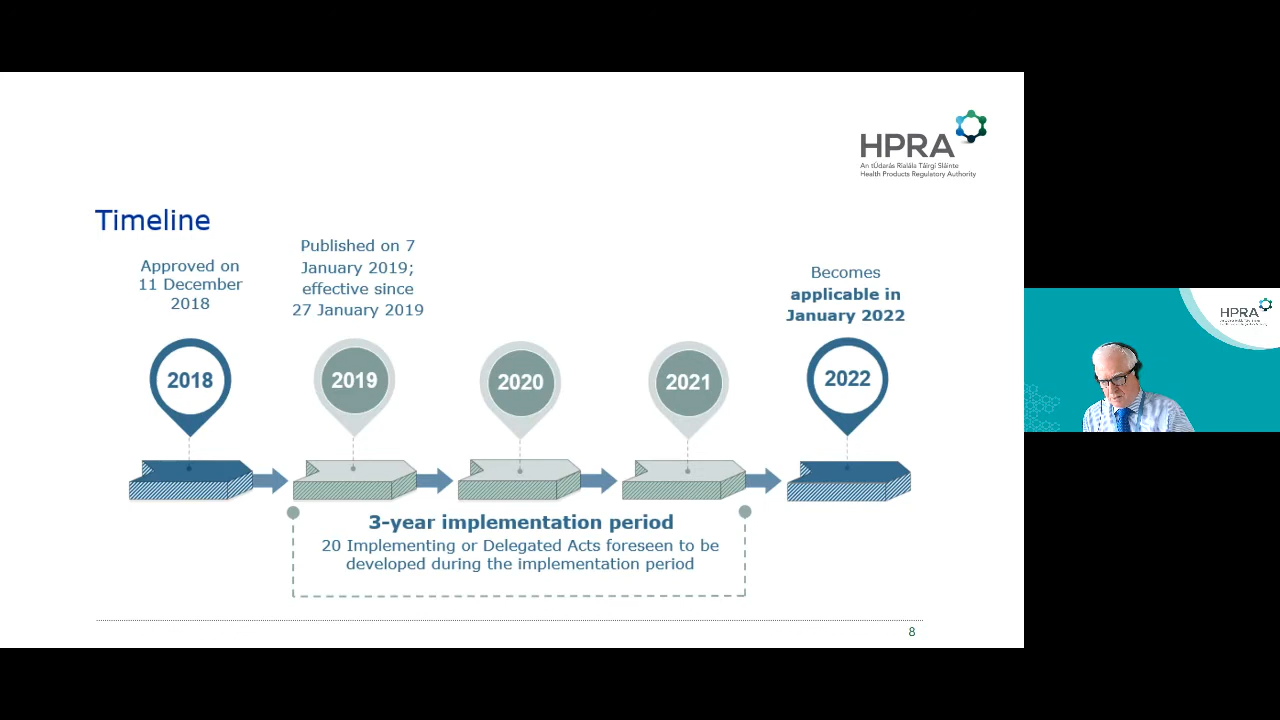 HPRA
An tÚdarás Rialála Táirgí Sláinte
Health Products Regulatory Authority
Timeline
Approved on
11 December
2018
Published on 7
January 2019;
effective since
27 January 2019
Becomes
applicable in
January 2022
2018
2019
2020
2021
2022
3-year implementation period
20 Implementing or Delegated Acts foreseen to be
developed during the implementation period
8
HPRA